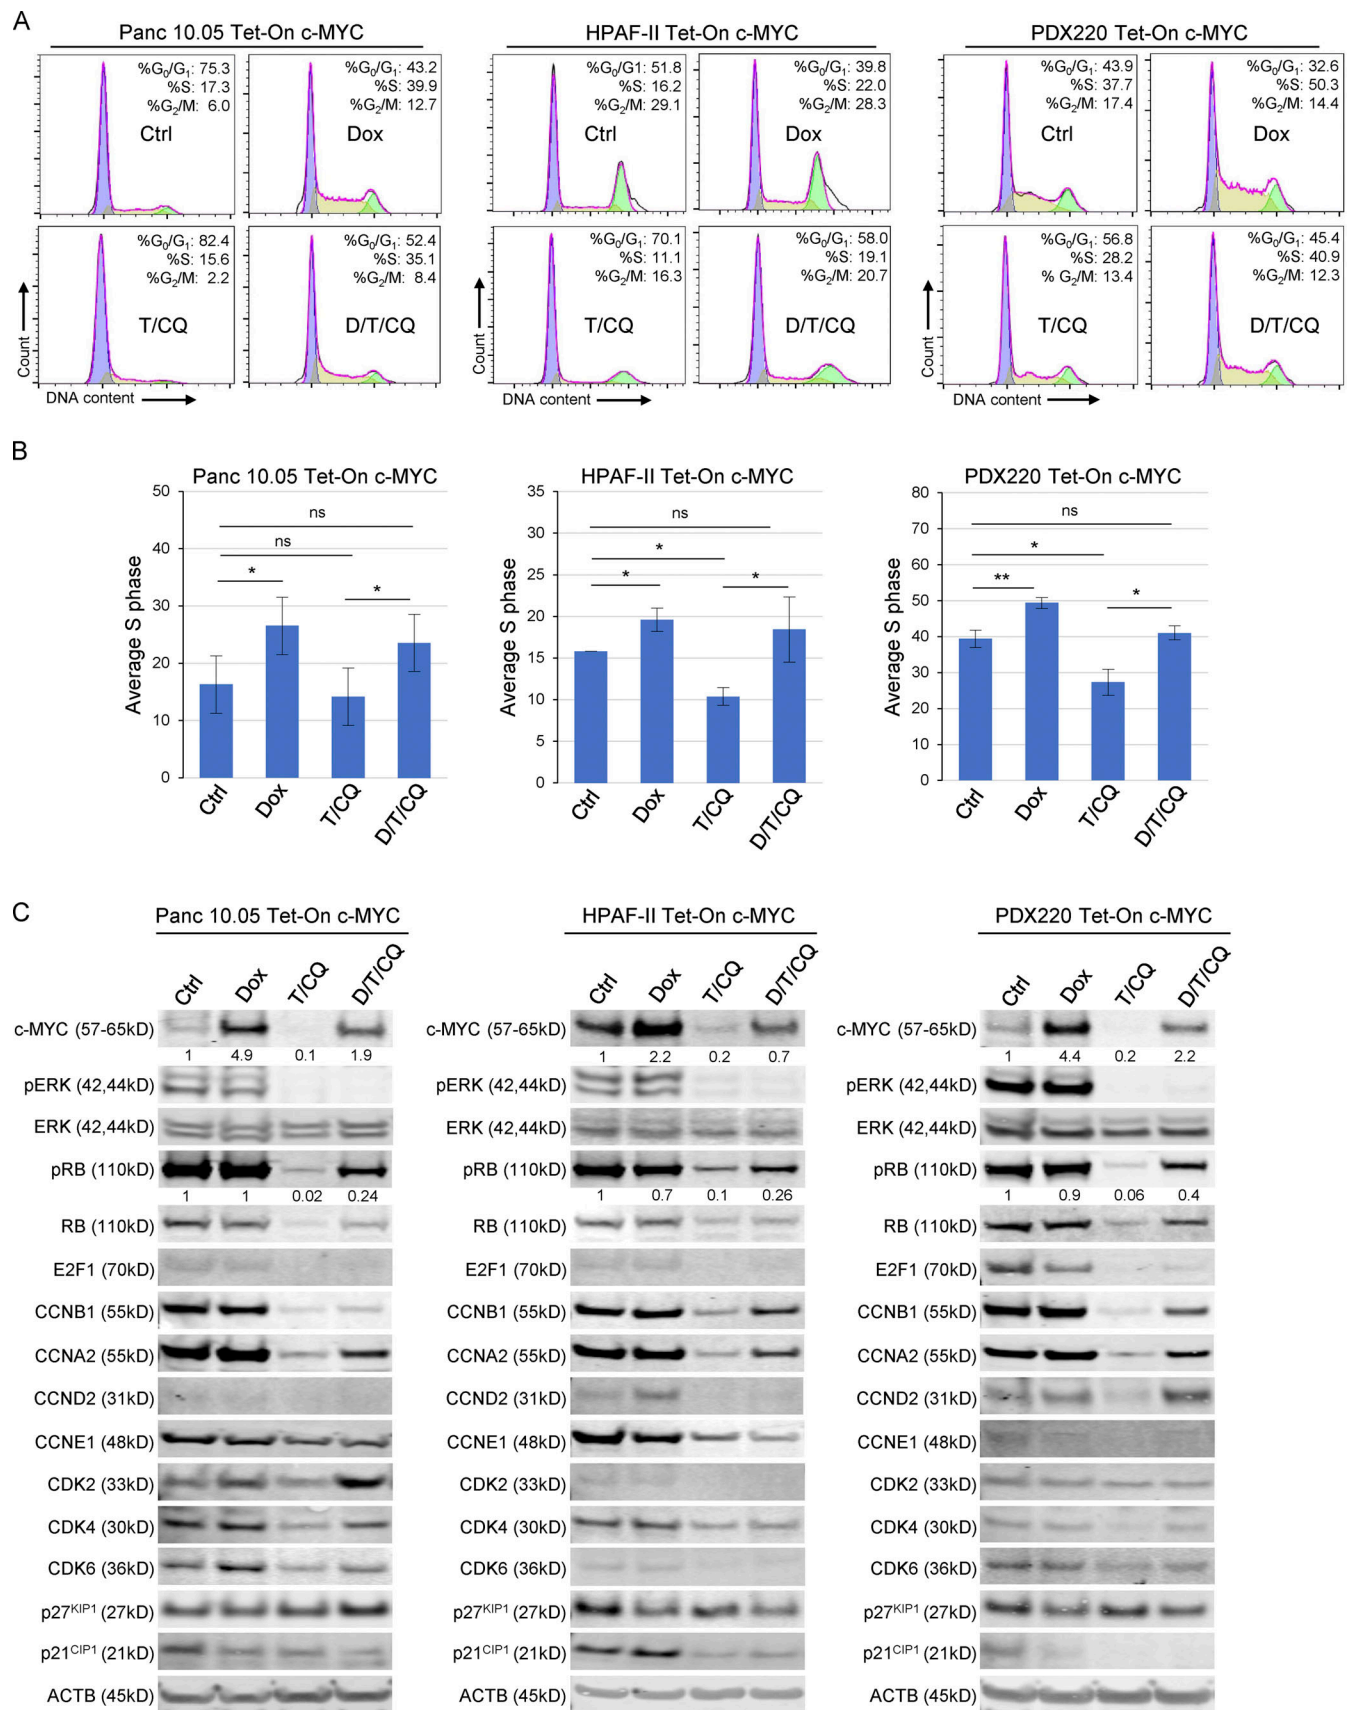 A
Panc 10.05 Tet-On c-MYC
HPAF-II Tet-On c-MYC
PDX220 Tet-On c-MYC
%G0/G1: 75.3
%S: 17.3
%G2/M: 6.0
Ctrl
%G0/G1: 43.2
%S: 39.9
%G2/M: 12.7
Dox
%G0/G1: 51.8
%S: 16.2
%G2/M: 29.1
Ctrl
%G0/G1: 39.8
%S: 22.0
%G2/M: 28.3
Dox
%G0/G1: 43.9
%S: 37.7
%G2/M: 17.4
Ctrl
%G0/G1: 32.6
%S: 50.3
%G2/M: 14.4
Dox
%G0/G1: 82.4
%S: 15.6
%G2/M: 2.2
T/CQ
%G0/G1: 52.4
%S: 35.1
%G2/M: 8.4
D/T/CQ
%G0/G1: 70.1
%S: 11.1
%G2/M: 16.3
T/CQ
%G0/G1: 58.0
%S: 19.1
%G2/M: 20.7
D/T/CQ
%G0/G1: 56.8
%S: 28.2
% G2/M: 13.4
T/CQ
%G0/G1: 45.4
%S: 40.9
%G2/M: 12.3
D/T/CQ
Count
DNA content
Count
DNA content
Count
DNA content
B
Panc 10.05 Tet-On c-MYC
Average S phase
50
40
30
20
10
0
ns
ns
*
*
Ctrl
Dox
T/CQ
D/T/CQ
HPAF-II Tet-On c-MYC
Average S phase
35
30
25
20
15
10
5
0
ns
*
*
*
Ctrl
Dox
T/CQ
D/T/CQ
PDX220 Tet-On c-MYC
Average S phase
80
70
60
50
40
30
20
10
0
ns
*
**
*
Ctrl
Dox
T/CQ
D/T/CQ
C
Panc 10.05 Tet-On c-MYC
Ctrl Dox T/CQ D/T/CQ
c-MYC (57-65kD)
1 4.9 0.1 1.9
pERK (42,44kD)
ERK (42,44kD)
pRB (110kD)
1 1 0.02 0.24
RB (110kD)
E2F1 (70kD)
CCNB1 (55kD)
CCNA2 (55kD)
CCND2 (31kD)
CCNE1 (48kD)
CDK2 (33kD)
CDK4 (30kD)
CDK6 (36kD)
p27KIP1 (27kD)
p21CIP1 (21kD)
ACTB (45kD)
HPAF-II Tet-On c-MYC
Ctrl Dox T/CQ D/T/CQ
c-MYC (57-65kD)
1 2.2 0.2 0.7
pERK (42,44kD)
ERK (42,44kD)
pRB (110kD)
1 0.7 0.1 0.26
RB (110kD)
E2F1 (70kD)
CCNB1 (55kD)
CCNA2 (55kD)
CCND2 (31kD)
CCNE1 (48kD)
CDK2 (33kD)
CDK4 (30kD)
CDK6 (36kD)
p27KIP1 (27kD)
p21CIP1 (21kD)
ACTB (45kD)
PDX220 Tet-On c-MYC
Ctrl Dox T/CQ D/T/CQ
c-MYC (57-65kD)
1 4.4 0.2 2.2
pERK (42,44kD)
ERK (42,44kD)
pRB (110kD)
1 0.9 0.06 0.4
RB (110kD)
E2F1 (70kD)
CCNB1 (55kD)
CCNA2 (55kD)
CCND2 (31kD)
CCNE1 (48kD)
CDK2 (33kD)
CDK4 (30kD)
CDK6 (36kD)
p27KIP1 (27kD)
p21CIP1 (21kD)
ACTB (45kD)